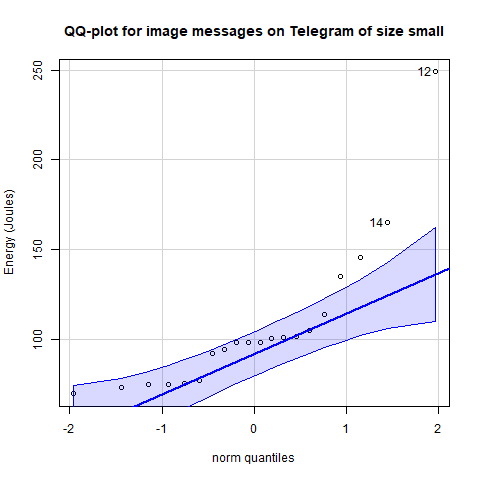 QQ-plot for image messages on Telegram of size small
Energy (Joules)
250
200
150
100
12
14
-2 -1 0 1 2
norm quantiles